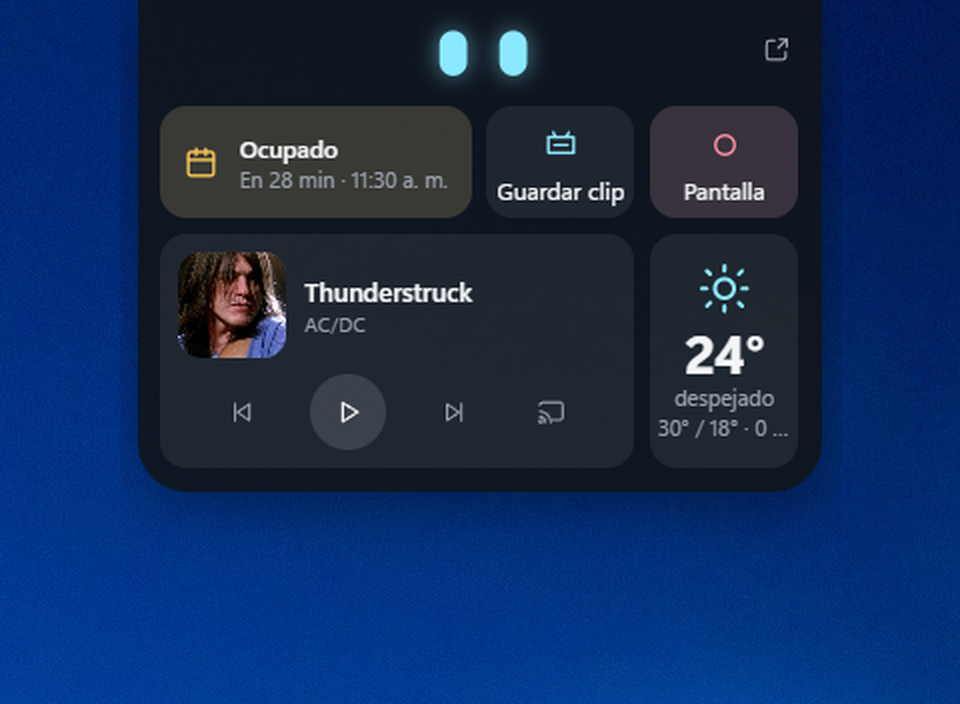 Ocupado
En 28 min · 11:30 a. m.
Guardar clip
Pantalla
Thunderstruck
AC/DC
24°
despejado
30° / 18° · 0 ...